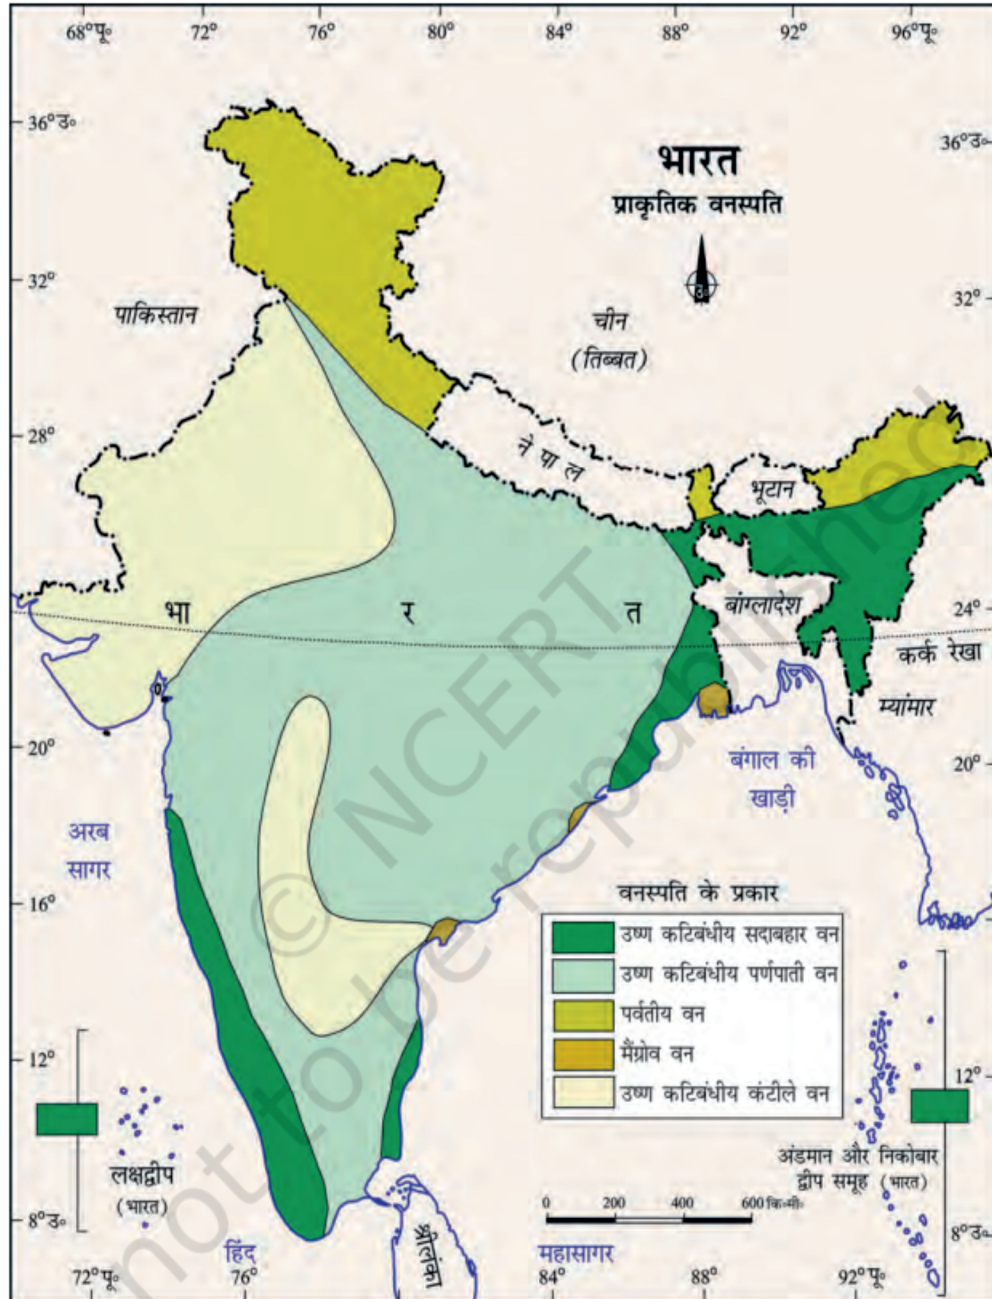 68°पू॰ 72° 76° 80° 84° 88° 92° 96°पू॰
36°उ॰ 36°उ॰
भारत
प्राकृतिक वनस्पति
उ॰
32° 32°
पाकिस्तान
चीन
(तिब्बत)
28°
ने पा ल
भूटान
भा र त
बांग्लादेश
24°
कर्क रेखा
म्यांमार
20° 20°
बंगाल की
खाड़ी
अरब
सागर
16°
वनस्पति के प्रकार
उष्ण कटिबंधीय सदाबहार वन
उष्ण कटिबंधीय पर्णपाती वन
पर्वतीय वन
मैंग्रोव वन
उष्ण कटिबंधीय कंटीले वन
12° 12°
लक्षद्वीप
(भारत)
अंडमान और निकोबार
द्वीप समूह (भारत)
0 200 400 600 कि॰मी॰
8°उ॰ 8°उ॰
हिंद महासागर
श्रीलंका
72°पू॰ 76° 84° 88° 92°पू॰
© NCERT
not to be republished